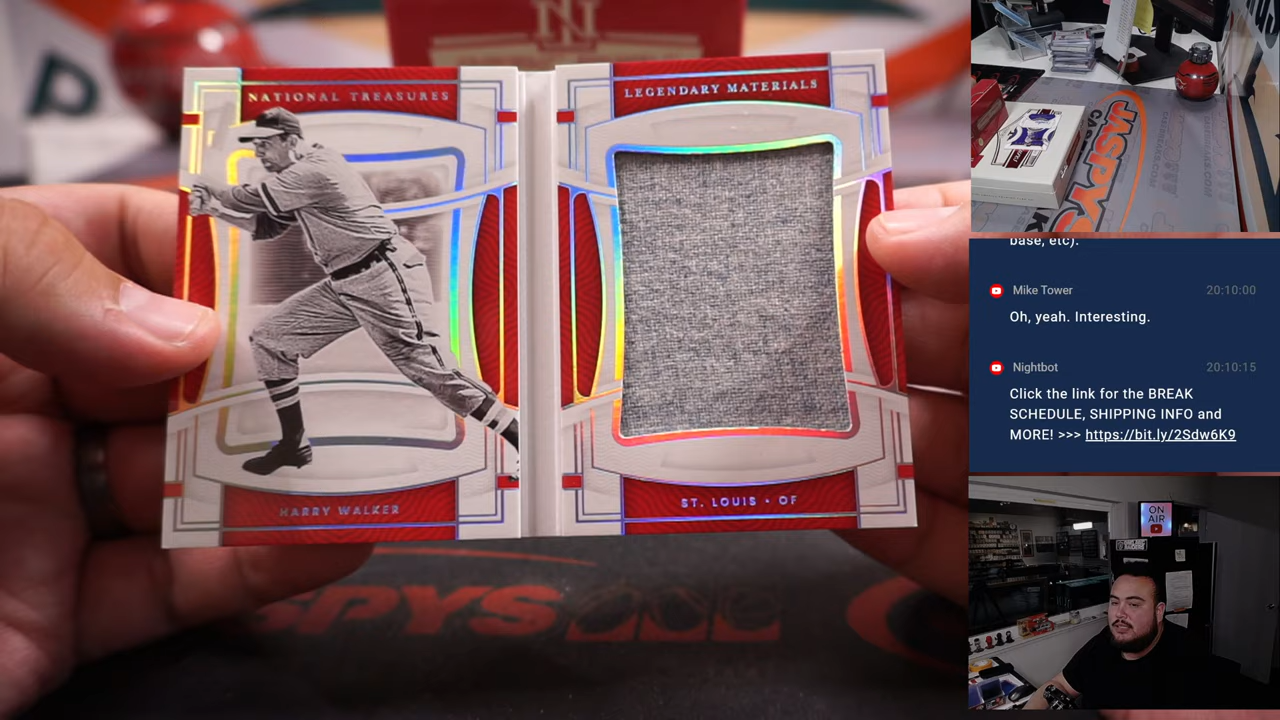 NATIONAL TREASURES
LEGENDARY MATERIALS
HARRY WALKER
ST. LOUIS • OF
SPYS
JASPYS
base, etc).
Mike Tower 20:10:00
Oh, yeah. Interesting.
Nightbot 20:10:15
Click the link for the BREAK
SCHEDULE, SHIPPING INFO and
MORE! >>> https://bit.ly/2Sdw6K9
ON
AIR